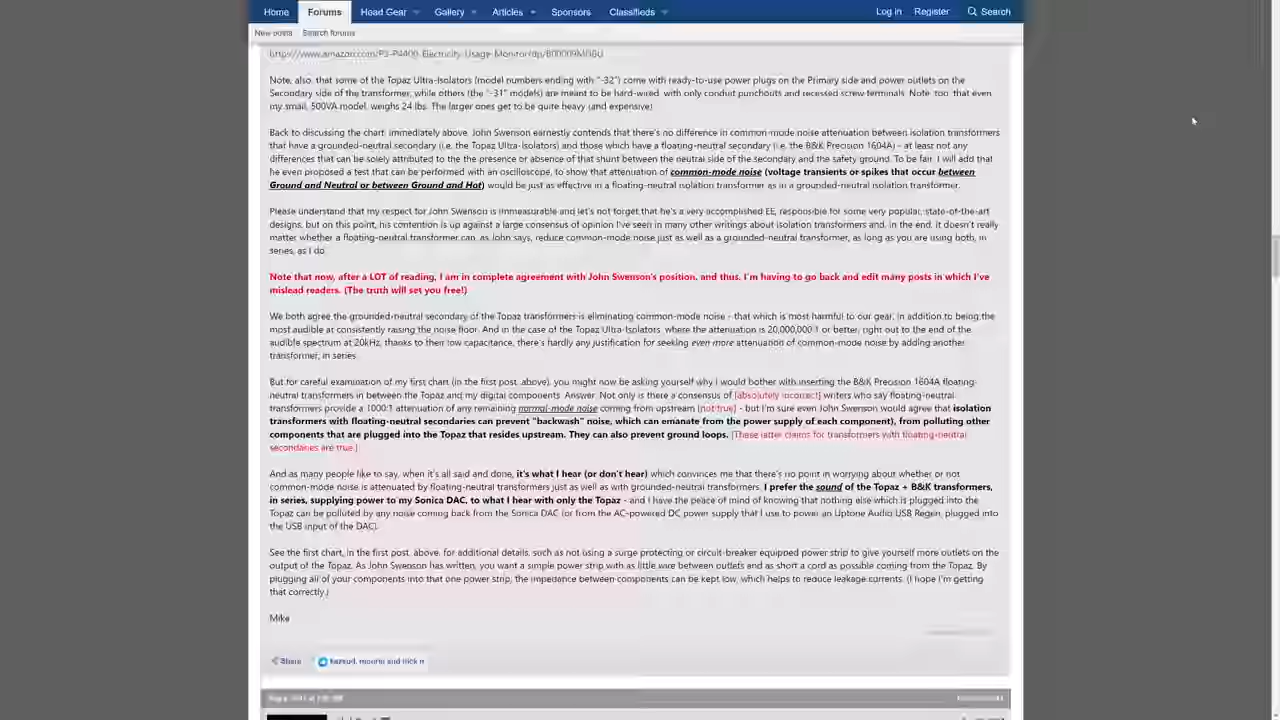 Home Forums Head Gear Gallery Articles Sponsors Classifieds Log in Register Search
New posts Search forums
Note, also, that some of the Topaz Ultra-Isolators (model numbers ending with "-32") come with ready-to-use power plugs on the Primary side and power outlets on the
Secondary side of the transformer, while others (the "-31" models) are meant to be hard-wired, with only conduit punchouts and recessed screw terminals. Note, too, that even
my small, 500VA model, weighs 24 lbs. The larger ones get to be quite heavy (and expensive)
Back to discussing the chart, immediately above, John Swenson earnestly contends that there's no difference in common-mode noise attenuation between isolation transformers
that have a grounded-neutral secondary (i.e. the Topaz Ultra-Isolators) and those which have a floating-neutral secondary (i.e. the B&K Precision 1604A) - at least not any
differences that can be solely attributed to the the presence or absence of that shunt between the neutral side of the secondary and the safety ground. To be fair, I will add that
he even proposed a test that can be performed with an oscilloscope, to show that attenuation of common-mode noise (voltage transients or spikes that occur between
Ground and Neutral or between Ground and Hot) would be just as effective in a floating-neutral isolation transformer as in a grounded-neutral isolation transformer.
Please understand that my respect for John Swenson is immeasurable and let's not forget that he's a very accomplished EE, responsible for some very popular, state-of-the-art
designs, but on this point, his contention is up against a large consensus of opinion I've seen in many other writings about isolation transformers and, in the end, it doesn't really
matter whether a floating-neutral transformer can, as John says, reduce common-mode noise just as well as a grounded-neutral transformer, as long as you are using both, in
series, as I do.
Note that now, after a LOT of reading, I am in complete agreement with John Swenson's position, and thus, I'm having to go back and edit many posts in which I've
mislead readers. (The truth will set you free!)
We both agree the grounded-neutral secondary of the Topaz transformers is eliminating common-mode noise - that which is most harmful to our gear, in addition to being the
most audible at consistently raising the noise floor. And in the case of the Topaz Ultra-Isolators, where the attenuation is 20,000,000:1 or better, right out to the end of the
audible spectrum at 20kHz, thanks to their low capacitance, there's hardly any justification for seeking even more attenuation of common-mode noise by adding another
transformer, in series.
But for careful examination of my first chart (in the first post, above), you might now be asking yourself why I would bother with inserting the B&K Precision 1604A floating-
neutral transformers in between the Topaz and my digital components. Answer: Not only is there a consensus of [absolutely incorrect] writers who say floating-neutral-
transformers provide a 1000:1 attenuation of any remaining normal-mode noise coming from upstream [not true] - but I'm sure even John Swenson would agree that isolation
transformers with floating-neutral secondaries can prevent "backwash" noise, which can emanate from the power supply of each component), from polluting other
components that are plugged into the Topaz that resides upstream. They can also prevent ground loops. [These latter claims for transformers with floating-neutral
secondaries are true.]
And as many people like to say, when it's all said and done, it's what I hear (or don't hear) which convinces me that there's no point in worrying about whether or not
common-mode noise is attenuated by floating-neutral transformers just as well as with grounded-neutral transformers. I prefer the sound of the Topaz + B&K transformers,
in series, supplying power to my Sonica DAC, to what I hear with only the Topaz - and I have the peace of mind of knowing that nothing else which is plugged into the
Topaz can be polluted by any noise coming back from the Sonica DAC (or from the AC-powered DC power supply that I use to power an Uptone Audio USB Regen, plugged into
the USB input of the DAC).
See the first chart, in the first post, above, for additional details, such as not using a surge protecting or circuit-breaker equipped power strip to give yourself more outlets on the
output of the Topaz. As John Swenson has written, you want a simple power strip with as little wire between outlets and as short a cord as possible coming from the Topaz. By
plugging all of your components into that one power strip, the impedance between components can be kept low, which helps to reduce leakage currents. (I hope I'm getting
that correctly.)
Mike
Share